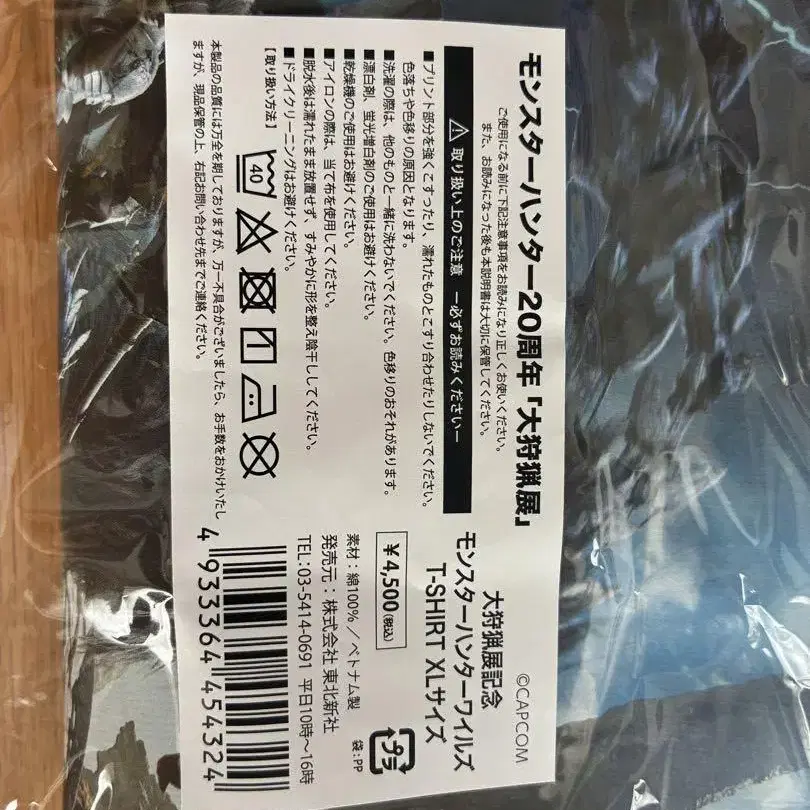 モンスターハンター20周年「大狩猟展」
ご使用になる前に下記注意事項をお読みになり正しくお使いください。
また、お読みになった後も本説明書は大切に保管してください。
⚠ 取り扱い上のご注意 ー必ずお読みくださいー
■プリント部分を強くこすったり、濡れたものとこすり合わせたりしないでください。
色落ちや色移りの原因となります。
■洗濯の際は、他のものと一緒に洗わないでください。色移りのおそれがあります。
■漂白剤、蛍光増白剤のご使用はお避けください。
■乾燥機のご使用はお避けください。
■アイロンの際は、当て布を使用してください。
■脱水後は濡れたまま放置せず、すみやかに形を整え陰干ししてください。
■ドライクリーニングはお避けください。
【取り扱い方法】
40
本製品の品質には万全を期しておりますが、万一不具合がございましたら、お手数をおかけいたし
ますが、現品保管の上、右記お問い合わせ先までご連絡ください。
©CAPCOM
大狩猟展記念
モンスターハンターワイルズ
T-SHIRT XLサイズ
¥4,500(税込)
プラ
袋:PP
素材:綿100%/ベトナム製
発売元:株式会社 東北新社
TEL:03-5414-0691 平日10時~16時
4 933364 454324